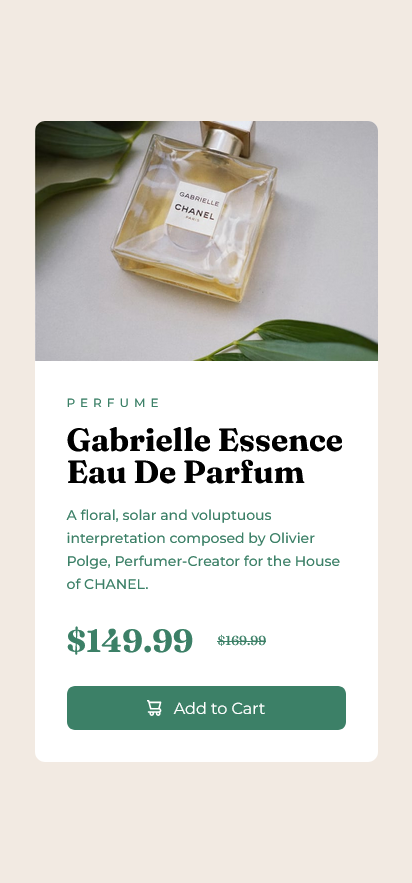 GABRIELLE
CHANEL
PARIS
PERFUME
Gabrielle Essence
Eau De Parfum
A floral, solar and voluptuous
interpretation composed by Olivier
Polge, Perfumer-Creator for the House
of CHANEL.
$149.99 $169.99
Add to Cart